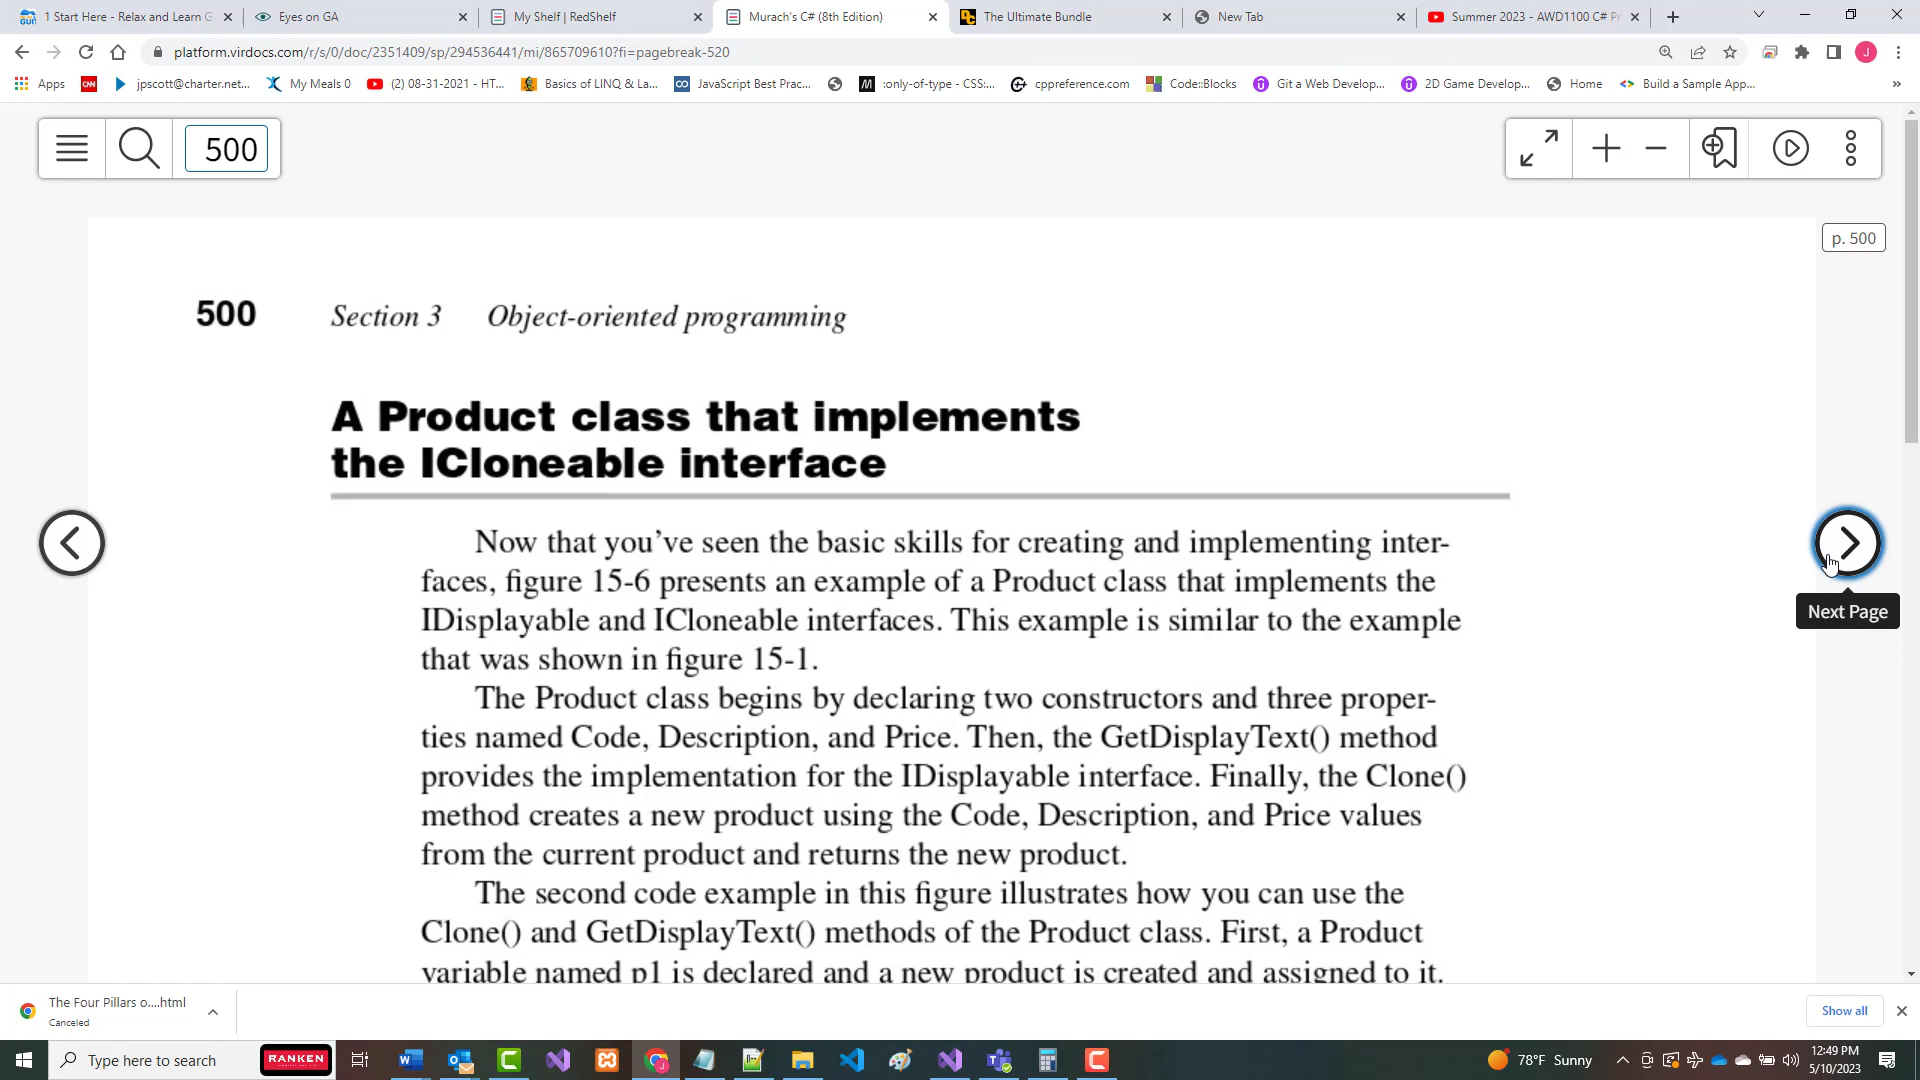 1 Start Here - Relax and Learn G
Eyes on GA
My Shelf | RedShelf
Murach's C# (8th Edition)
The Ultimate Bundle
New Tab
Summer 2023 - AWD1100 C# Pr
platform.virdocs.com/r/s/0/doc/2351409/sp/294536441/mi/865709610?fi=pagebreak-520
J
Apps
CNN
jpscott@charter.net...
My Meals 0
(2) 08-31-2021 - HT...
Basics of LINQ & La...
JavaScript Best Prac...
:only-of-type - CSS:...
cppreference.com
Code::Blocks
Git a Web Develop...
2D Game Develop...
Home
Build a Sample App...
500
p. 500
500 Section 3 Object-oriented programming
A Product class that implements
the ICloneable interface
Now that you've seen the basic skills for creating and implementing inter-
faces, figure 15-6 presents an example of a Product class that implements the
IDisplayable and ICloneable interfaces. This example is similar to the example
that was shown in figure 15-1.
The Product class begins by declaring two constructors and three proper-
ties named Code, Description, and Price. Then, the GetDisplayText() method
provides the implementation for the IDisplayable interface. Finally, the Clone()
method creates a new product using the Code, Description, and Price values
from the current product and returns the new product.
The second code example in this figure illustrates how you can use the
Clone() and GetDisplayText() methods of the Product class. First, a Product
variable named p1 is declared and a new product is created and assigned to it.
Next Page
The Four Pillars o....html
Canceled
Show all
Type here to search
RANKEN
78°F Sunny
12:49 PM
5/10/2023